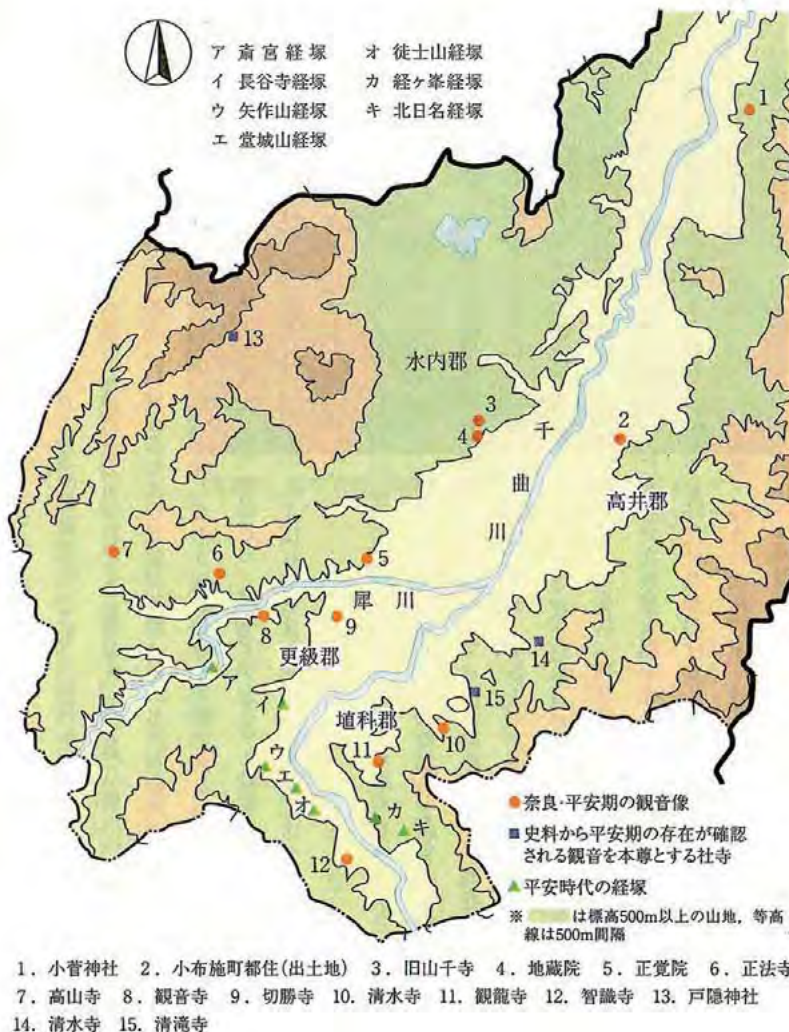 ア 斎宮経塚
イ 長谷寺経塚
ウ 矢作山経塚
エ 堂城山経塚
オ 徒士山経塚
カ 経ヶ峯経塚
キ 北日名経塚
1
13
水内郡
3
4
2
千曲川
高井郡
7
6
5
犀川
8
9
更級郡
14
ア
15
イ
埴科郡
10
11
ウ
エ
オ
カ
キ
12
●奈良・平安期の観音像
■史料から平安期の存在が確認
される観音を本尊とする社寺
▲平安時代の経塚
※ は標高500m以上の山地,等高
線は500m間隔
1.小菅神社 2.小布施町都住(出土地) 3.旧山千寺 4.地蔵院 5.正覚院 6.正法寺
7.高山寺 8.観音寺 9.切勝寺 10.清水寺 11.観龍寺 12.智識寺 13.戸隠神社
14.清水寺 15.清滝寺